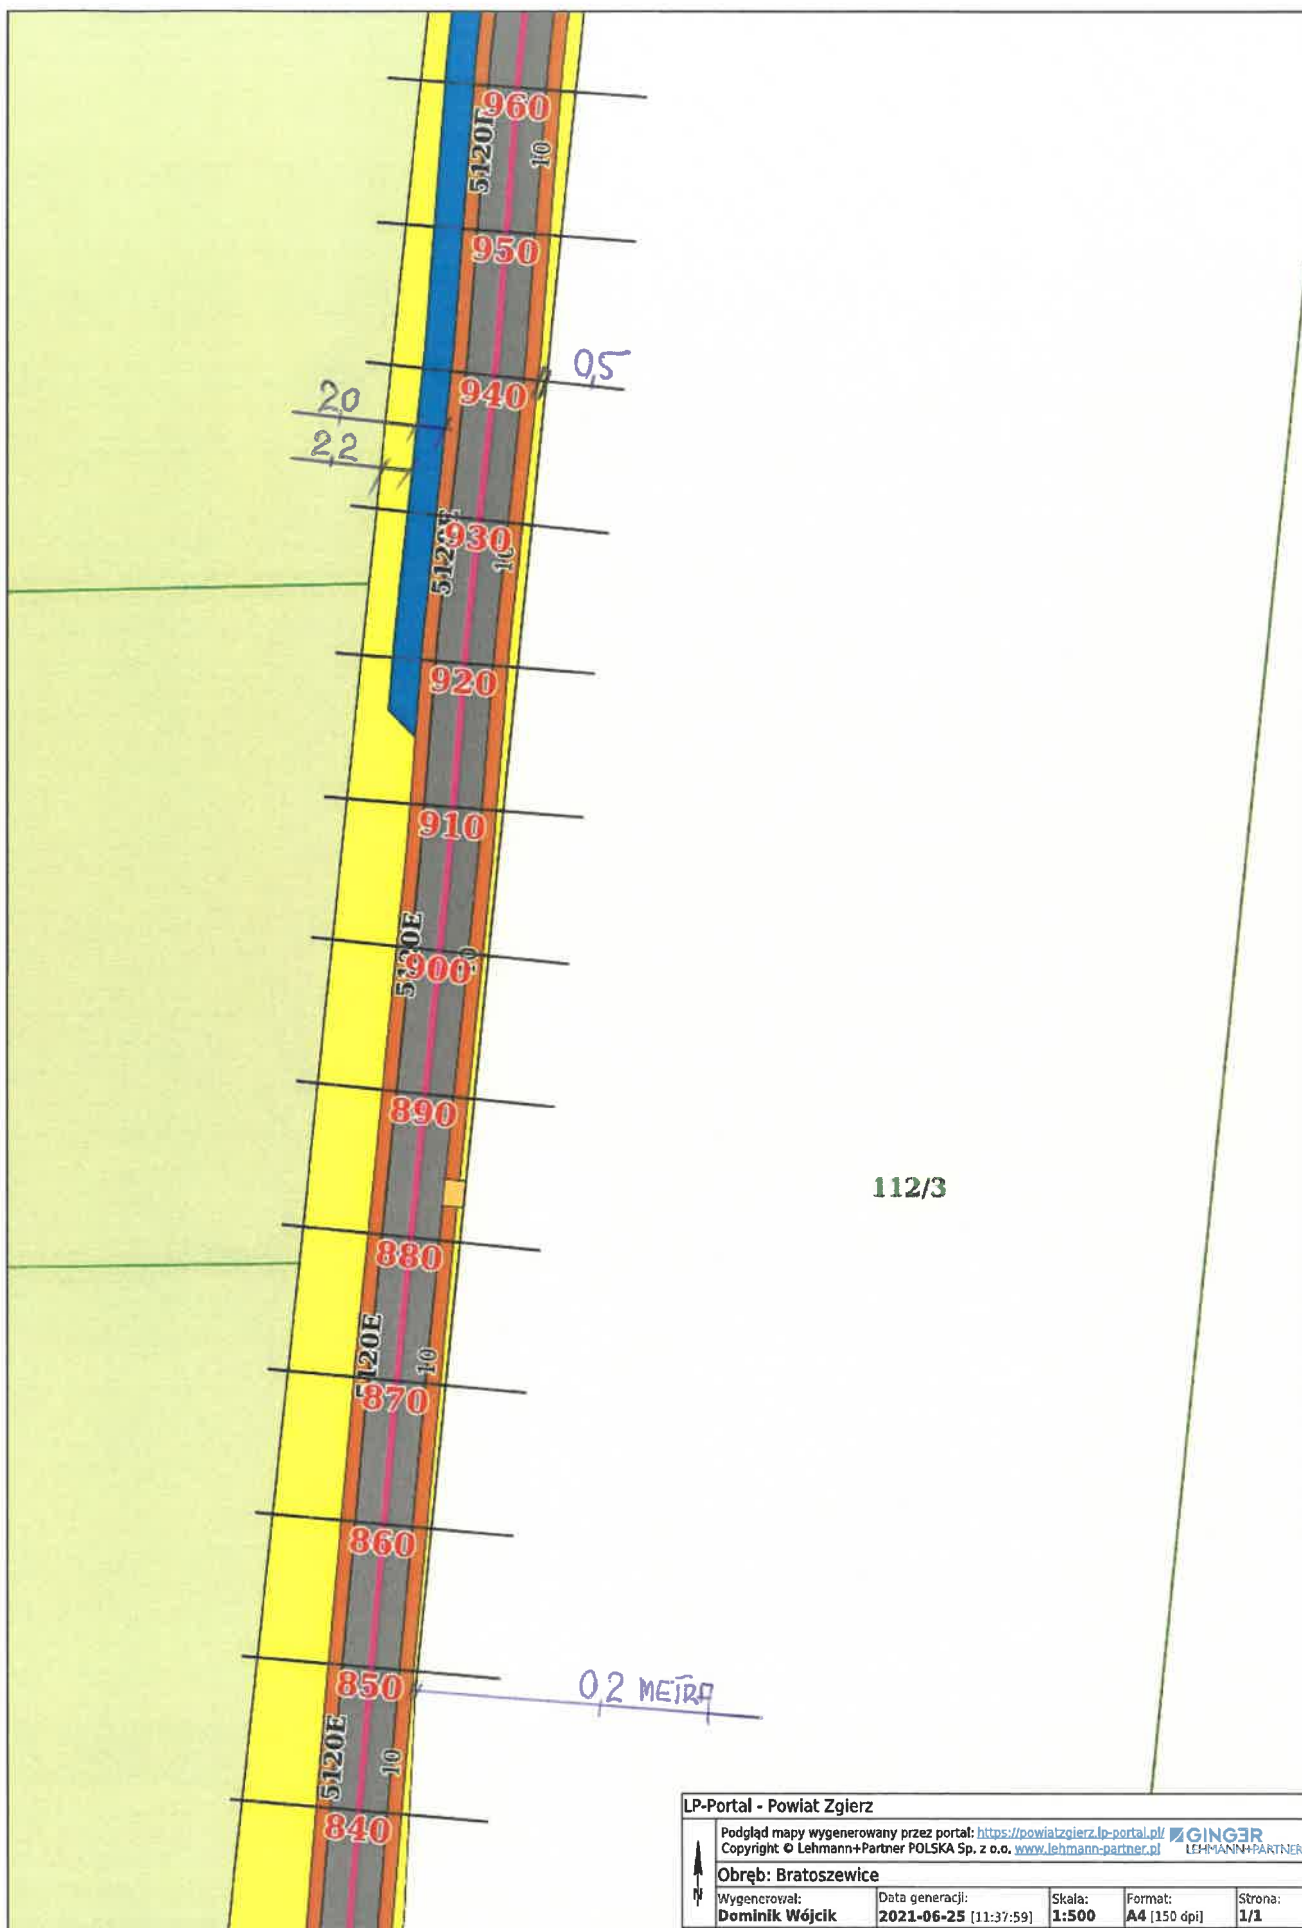 960
5120E
10
950
0,5
940
2,0
2,2
930
5120E
10
920
910
5120E
900
10
890
112/3
880
5120E
10
870
860
0,2 METRA
850
5120E
10
840
LP-Portal - Powiat Zgierz
Podgląd mapy wygenerowany przez portal: https://powiatzgierz.lp-portal.pl/ GINGER
Copyright © Lehmann+Partner POLSKA Sp. z o.o. www.lehmann-partner.pl LEHMANN+PARTNER
Obręb: Bratoszewice
N
Wygenerował: Data generacji: Skala: Format: Strona:
Dominik Wójcik 2021-06-25 [11:37:59] 1:500 A4 [150 dpi] 1/1